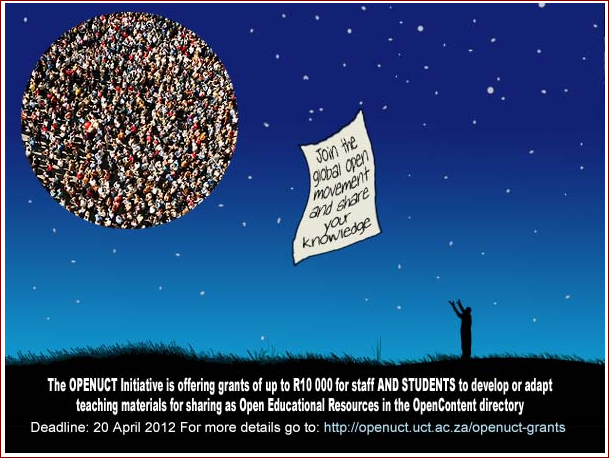 Join the
global open
movement
and share
your
knowledge
The OPENUCT Initiative is offering grants of up to R10 000 for staff AND STUDENTS to develop or adapt
teaching materials for sharing as Open Educational Resources in the OpenContent directory
Deadline: 20 April 2012 For more details go to: http://openuct.uct.ac.za/openuct-grants